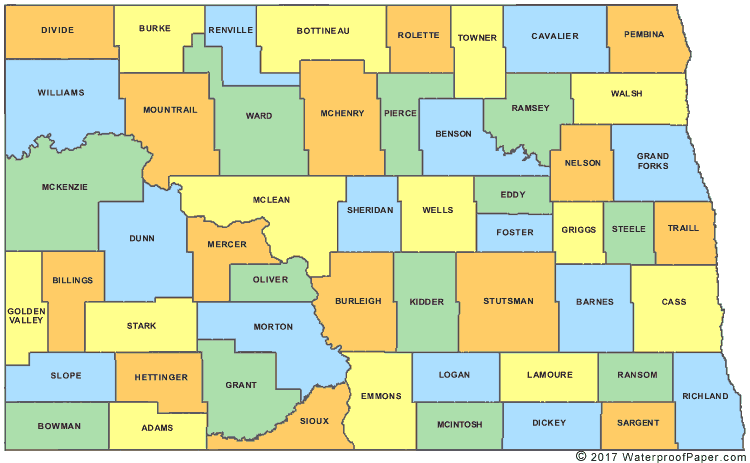 DIVIDE
BURKE
RENVILLE
BOTTINEAU
ROLETTE
TOWNER
CAVALIER
PEMBINA
WILLIAMS
MOUNTRAIL
WARD
MCHENRY
PIERCE
BENSON
RAMSEY
WALSH
NELSON
GRAND
FORKS
MCKENZIE
MCLEAN
SHERIDAN
WELLS
EDDY
FOSTER
GRIGGS
STEELE
TRAILL
DUNN
MERCER
OLIVER
BILLINGS
GOLDEN
VALLEY
STARK
MORTON
BURLEIGH
KIDDER
STUTSMAN
BARNES
CASS
SLOPE
HETTINGER
GRANT
EMMONS
LOGAN
LAMOURE
RANSOM
RICHLAND
BOWMAN
ADAMS
SIOUX
MCINTOSH
DICKEY
SARGENT
© 2017 WaterproofPaper.com